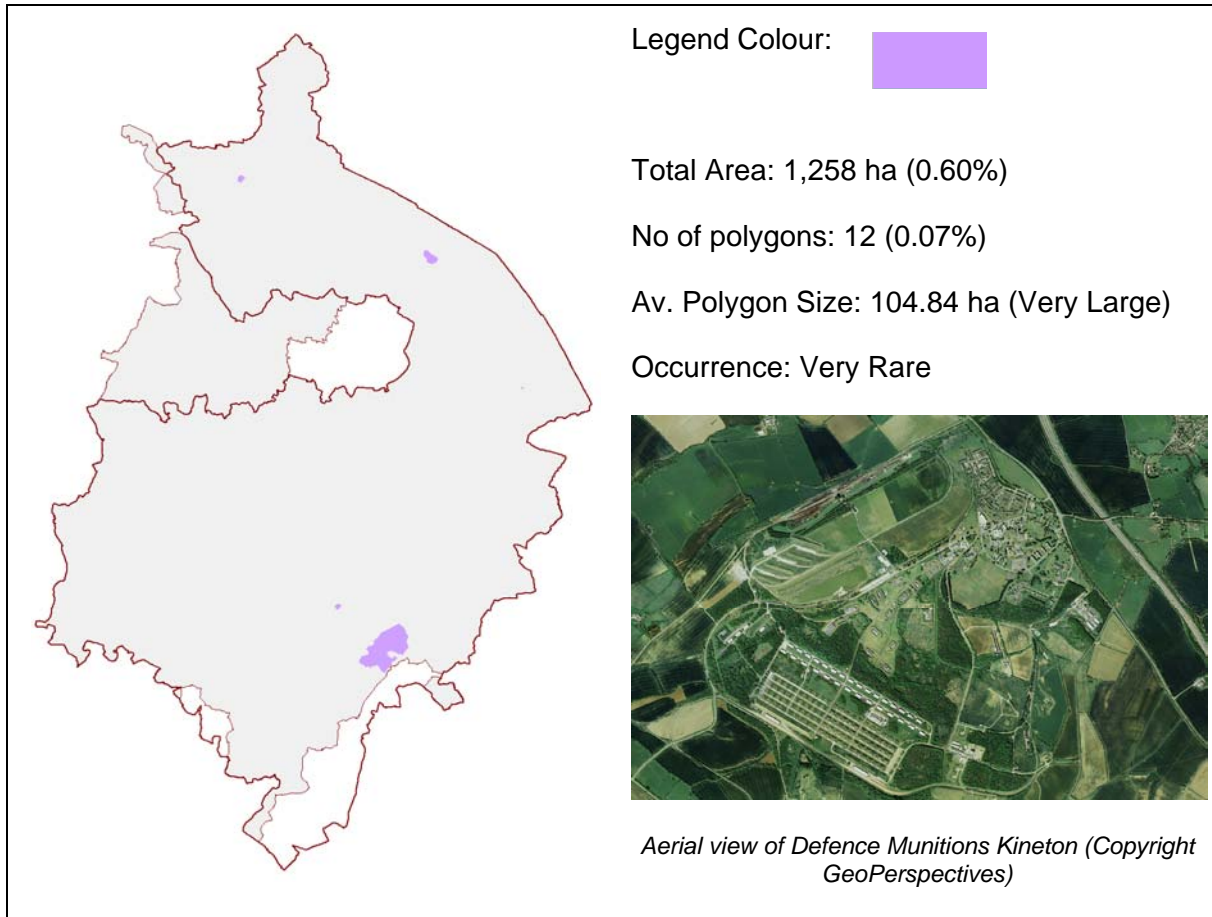 Legend Colour:
Total Area: 1,258 ha (0.60%)
No of polygons: 12 (0.07%)
Av. Polygon Size: 104.84 ha (Very Large)
Occurrence: Very Rare
Aerial view of Defence Munitions Kineton (Copyright
GeoPerspectives)